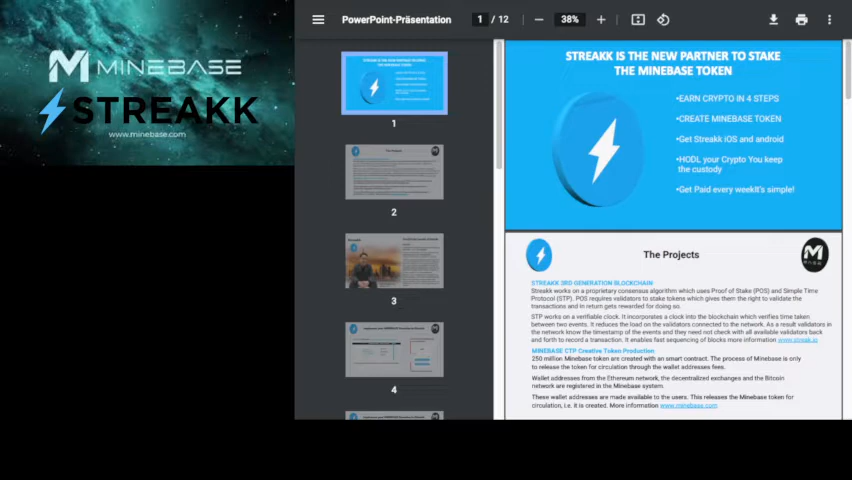 MINEBASE
STREAKK
www.minebase.com
PowerPoint-Präsentation
1 / 12
38%
1
2
The Projects
3
4
STREAKK IS THE NEW PARTNER TO STAKE
THE MINEBASE TOKEN
•EARN CRYPTO IN 4 STEPS
•CREATE MINEBASE TOKEN
•Get Streakk iOS and android
•HODL your Crypto You keep
the custody
•Get Paid every weekIt's simple!
The Projects
STREAKK 3RD GENERATION BLOCKCHAIN
Streakk works on a proprietary consensus algorithm which uses Proof of Stake (POS) and Simple Time
Protocol (STP). POS requires validators to stake tokens which gives them the right to validate the
transactions and in return gets rewarded for doing so.
STP works on a verifiable clock. It incorporates a clock into the blockchain which verifies time taken
between two events. It reduces the load on the validators connected to the network. As a result validators in
the network know the timestamp of the events and they need not check with all available validators back
and forth to record a transaction. It enables fast sequencing of blocks more information www.streak.io
MINEBASE CTP Creative Token Production:
250 million Minebase token are created with an smart contract. The process of Minebase is only
to release the token for circulation through the wallet addresses fees.
Wallet addresses from the Ethereum network, the decentralized exchanges and the Bitcoin
network are registered in the Minebase system.
These wallet addresses are made available to the users. This releases the Minebase token for
circulation, i.e. it is created. More information www.minebase.com